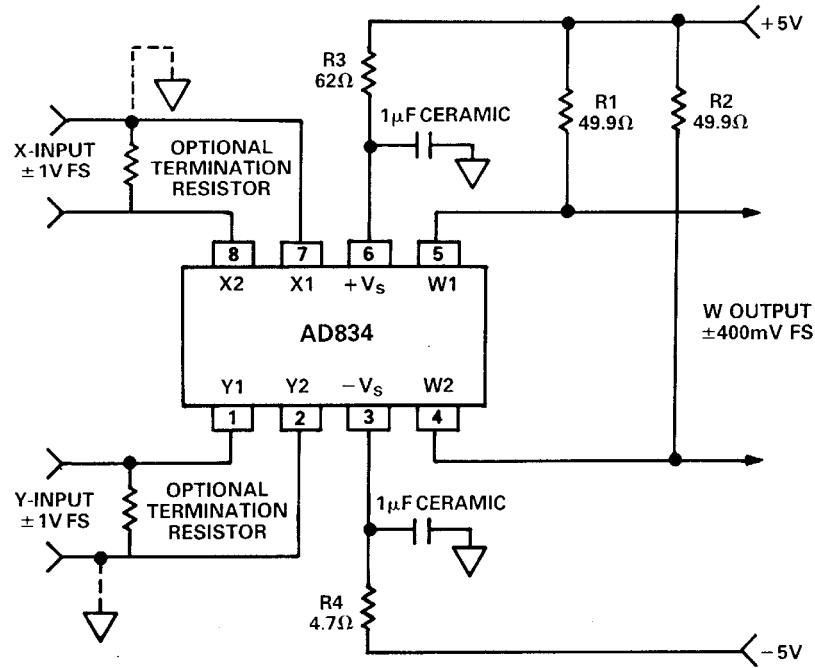 +5V
R3
62Ω
R1
49.9Ω
R2
49.9Ω
1μF CERAMIC
X-INPUT
±1V FS
OPTIONAL
TERMINATION
RESISTOR
8
7
6
5
X2
X1
+VS
W1
AD834
W OUTPUT
±400mV FS
Y1
Y2
−VS
W2
1
2
3
4
Y-INPUT
±1V FS
OPTIONAL
TERMINATION
RESISTOR
1μF CERAMIC
R4
4.7Ω
−5V